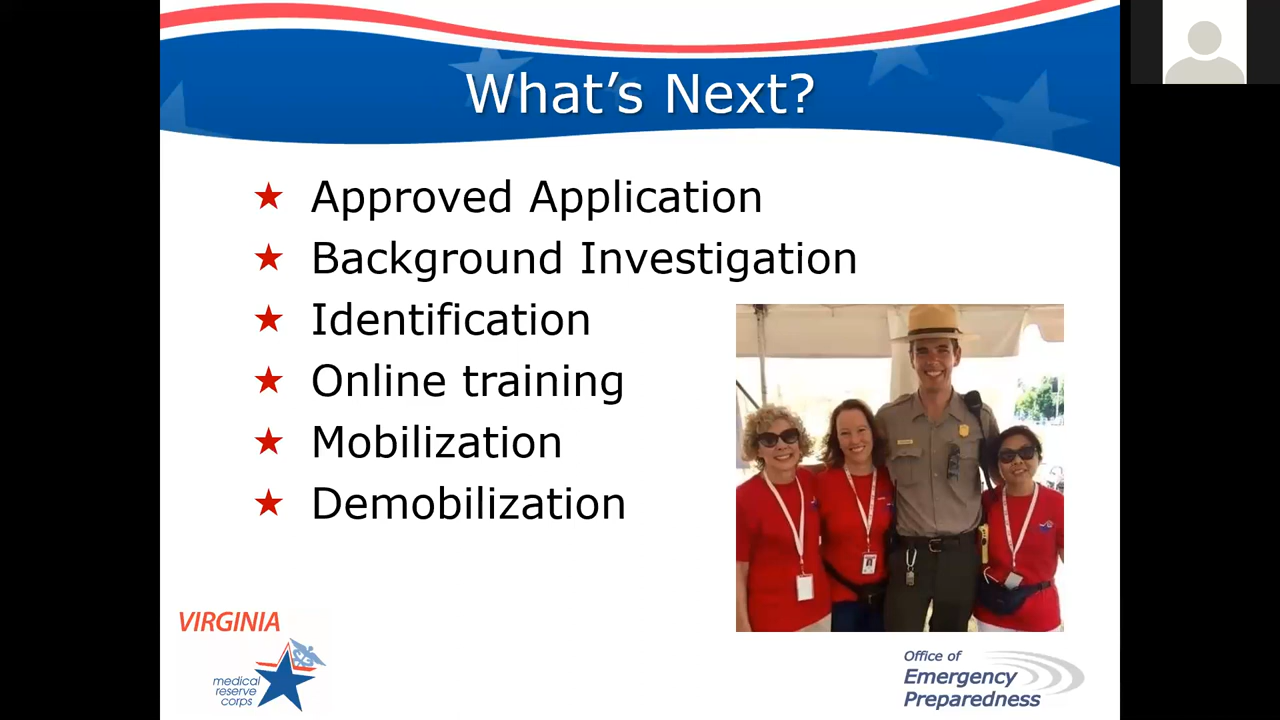 What's Next?
Approved Application
Background Investigation
Identification
Online training
Mobilization
Demobilization
VIRGINIA
medical
reserve
corps
Office of
Emergency
Preparedness